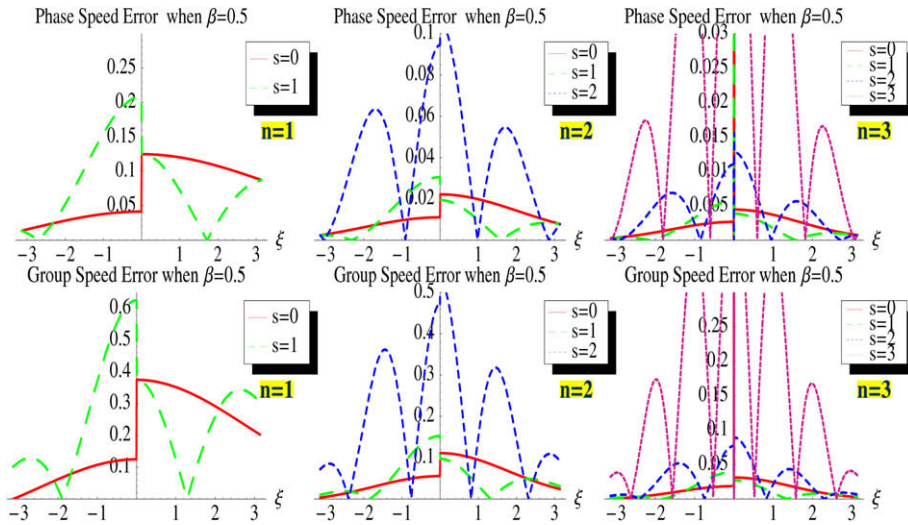 Phase Speed Error when β=0.5
0.25
0.2
0.15
0.1
0.05
s=0
s=1
n=1
−3 −2 −1 1 2 3 ξ
Phase Speed Error when β=0.5
0.1
0.08
0.06
0.04
0.02
s=0
s=1
s=2
n=2
−3 −2 −1 1 2 3 ξ
Phase Speed Error when β=0.5
0.03
0.025
0.02
0.015
0.01
0.005
s=0
s=1
s=2
s=3
n=3
−3 −2 −1 1 2 3 ξ
Group Speed Error when β=0.5
0.6
0.5
0.4
0.3
0.2
0.1
s=0
s=1
n=1
−3 −2 −1 1 2 3 ξ
Group Speed Error when β=0.5
0.5
0.4
0.3
0.2
0.1
s=0
s=1
s=2
n=2
−3 −2 −1 1 2 3 ξ
Group Speed Error when β=0.5
0.25
0.2
0.15
0.1
0.05
s=0
s=1
s=2
s=3
n=3
−3 −2 −1 1 2 3 ξ